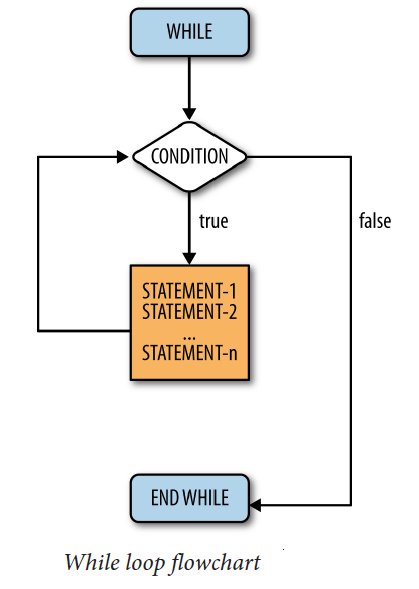 WHILE
CONDITION
true
false
STATEMENT-1
STATEMENT-2
...
STATEMENT-n
END WHILE
While loop flowchart